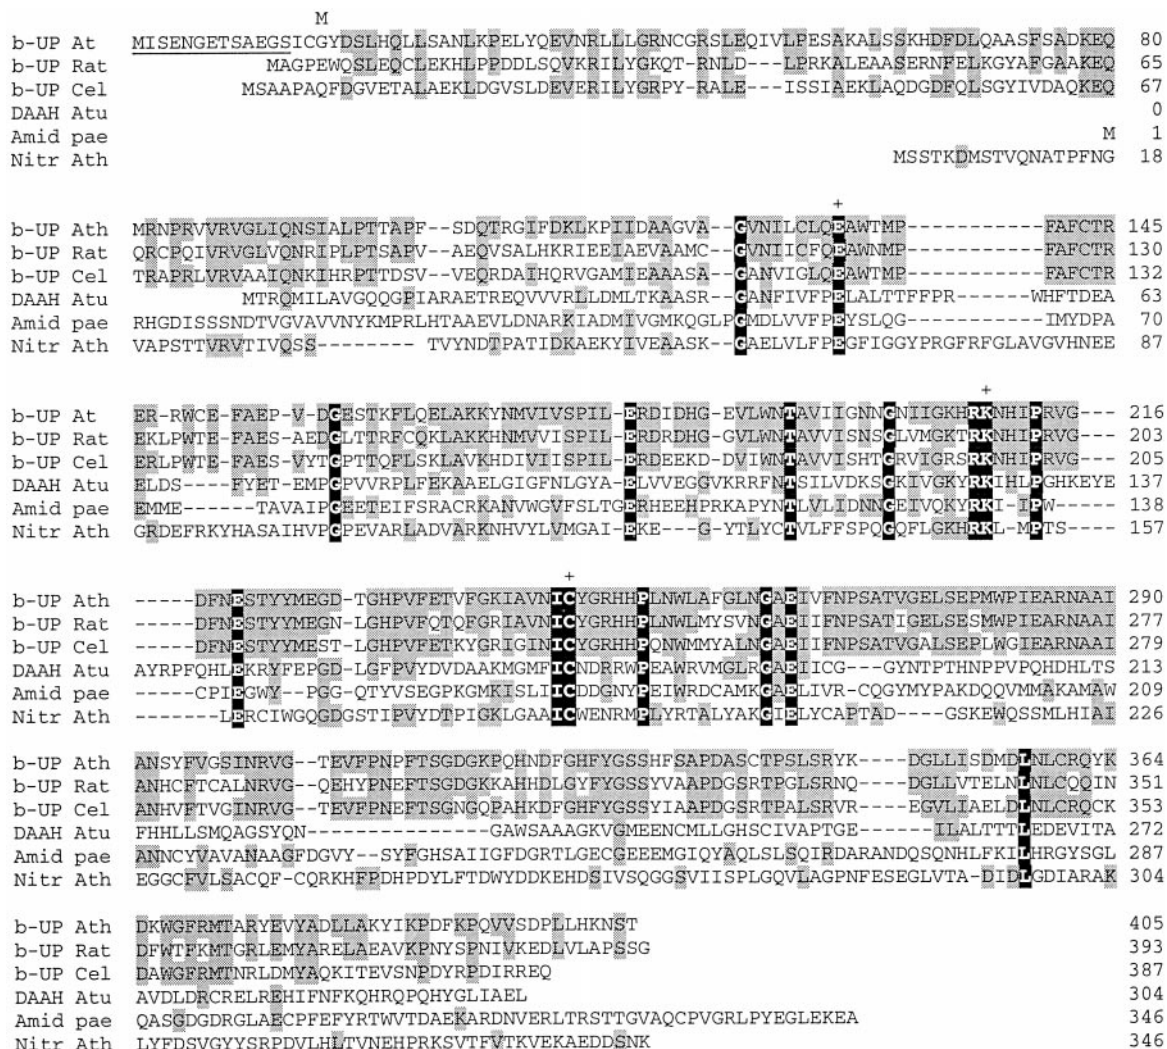 M
b-UP At MISENGETSAEGSICGYDSLHQLLSANLKPELYQEVNRLLLGRNCGRSLEQIVLPESAKALSSKHDFDLQAASFSADKEQ 80
b-UP Rat MAGPEWQSLEQCLEKHLPPDDLSQVKRILYGKQT-RNLD---LPRKALEAASERNFELKGYAFGAAKEQ 65
b-UP Cel MSAAPAQFDGVETALAEKLDGVSLDEVERILYGRPY-RALE---ISSIAEKLAQDGDFQLSGYIVDAQKEQ 67
DAAH Atu 0
Amid pae M 1
Nitr Ath MSSTKDMSTVQNATPFNG 18
+
b-UP Ath MRNPRVVRVGLIQNSIALPTTAPF--SDQTRGIFDKLKPIIDAAGVA-GVNILCLQEAWTMP---------FAFCTR 145
b-UP Rat QRCPQIVRVGLVQNRIPLPTSAPV--AEQVSALHKRIEEIAEVAAMC-GVNIICFQEAWNMP---------FAFCTR 130
b-UP Cel TRAPRLVRVAAIQNKIHRPTTDSV--VEQRDAIHQRVGAMIEAAASA-GANVIGLQEAWTMP---------FAFCTR 132
DAAH Atu MTRQMILAVGQQGPIARAETREQVVVRLLDMLTKAASR--GANFIVFPELALTTFFPR--------WHFTDEA 63
Amid pae RHGDISSSNDTVGVAVVNYKMPRLHTAAEVLDNARKIADMIVGMKQGLPGMDLVVFPEYSLQG----------IMYDPA 70
Nitr Ath VAPSTTVRVTIVQSS--------TVYNDTPATIDKAEKYIVEAASK--GAELVLFPEGFIGGYPRGFRFGLAVGVHNEE 87
+
b-UP At ER-RWCE-FAEP-V-DGESTKFLQELAKKYNMVIVSPIL-ERDIDHG-EVLWNTAVIIGNNGNIIGKHRKNHIPRVG--- 216
b-UP Rat EKLPWTE-FAES-AEDGLTTRFCQKLAKKHNMVVISPIL-ERDRDHG-GVLWNTAVVISNSGLVMGKTRKNHIPRVG--- 203
b-UP Cel ERLPWTE-FAES-VYTGPTTQFLSKLAVKHDIVIISPIL-ERDEEKD-DVIWNTAVVISHTGRVIGRSRKNHIPRVG--- 205
DAAH Atu ELDS----FYET-EMPGPVVRPLFEKAAELGIGFNLGYA-ELVVEGGVKRRFNTSILVDKSGKIVGKYRKIHLPGHKEYE 137
Amid pae EMME-------TAVAIPGEETEIFSRACRKANVWGVFSLTGERHEEHPRKAPYNTLVLIDNNGEIVQKYRKI-IPW---- 138
Nitr Ath GRDEFRKYHASAIHVPGPEVARLADVARKNHVYLVMGAI-EKE---G-YTLYCTVLFFSPQGQFLGKHRKL-MPTS---- 157
+
b-UP Ath -----DFNESTYYMEGD-TGHPVFETVFGKIAVNICYGRHHPLNWLAFGLNGAEIVFNPSATVGELSEPMWPIEARNAAI 290
b-UP Rat -----DFNESTYYMEGN-LGHPVFQTQFGRIAVNICYGRHHPLNWLMYSVNGAEIIFNPSATIGELSESMWPIEARNAAI 277
b-UP Cel -----DFNESTYYMEST-LGHPVFETKYGRIGINICYGRHHPQNWMMYALNGAEIVFNPSATVGALSEPLWGIEARNAAI 279
DAAH Atu AYRPFQHLEKRYFEPGD-LGFPVYDVDAAKMGMFICNDRRWPEAWRVMGLRGAEIICG---GYNTPTHNPPVPQHDHLTS 213
Amid pae -----CPIEGWY--PGG-QTYVSEGPKGMKISLIICDDGNYPEIWRDCAMKGAELIVR-CQGYMYPAKDQQVMMAKAMAW 209
Nitr Ath -------LERCIWGQGDGSTIPVYDTPIGKLGAAICWENRMPLYRTALYAKGIELYCAPTAD----GSKEWQSSMLHIAI 226
b-UP Ath ANSYFVGSINRVG--TEVFPNPFTSGDGKPQHNDFGHFYGSSHFSAPDASCTPSLSRYK----DGLLISDMDLNLCRQYK 364
b-UP Rat ANHCFTCALNRVG--QEHYPNEFTSGDGKKAHHDLGYFYGSSYVAAPDGSRTPGLSRNQ----DGLLVTELNLNLCQQIN 351
b-UP Cel ANHVFTVGINRVG--TEVFPNEFTSGNGQPAHKDFGHFYGSSYIAAPDGSRTPALSRVR----EGVLIAELDLNLCRQCK 353
DAAH Atu FHHLLSMQAGSYQN--------------GAWSAAAGKVGMEENCMLLGHSCIVAPTGE------ILALTTTLEDEVITA 272
Amid pae ANNCYVAVANAAGFDGVY--SYFGHSAIIGFDGRTLGECGEEEMGIQYAQLSLSQIRDARANDQSQNHLFKILHRGYSGL 287
Nitr Ath EGGCFVLSACQF-CQRKHFPDHPDYLFTDWYDDKEHDSIVSQGGSVIISPLGQVLAGPNFESEGLVTA-DIDLGDIARAK 304
b-UP Ath DKWGFRMTARYEVYADLLAKYIKPDFKPQVVSDPLLHKNST 405
b-UP Rat DFWTFKMTGRLEMYARELAEAVKPNYSPNIVKEDLVLAPSSG 393
b-UP Cel DAWGFRMTNRLDMYAQKITEVSNPDYRPDIRREQ 387
DAAH Atu AVDLDRCRELREHIFNFKQHRQPQHYGLIAEL 304
Amid pae QASGDGDRGLAECPFEFYRTWVTDAEKARDNVERLTRSTTGVAQCPVGRLPYEGLEKEA 346
Nitr Ath LYFDSVGYYSRPDVLHLTVNEHPRKSVTFVTKVEKAEDDSNK 346